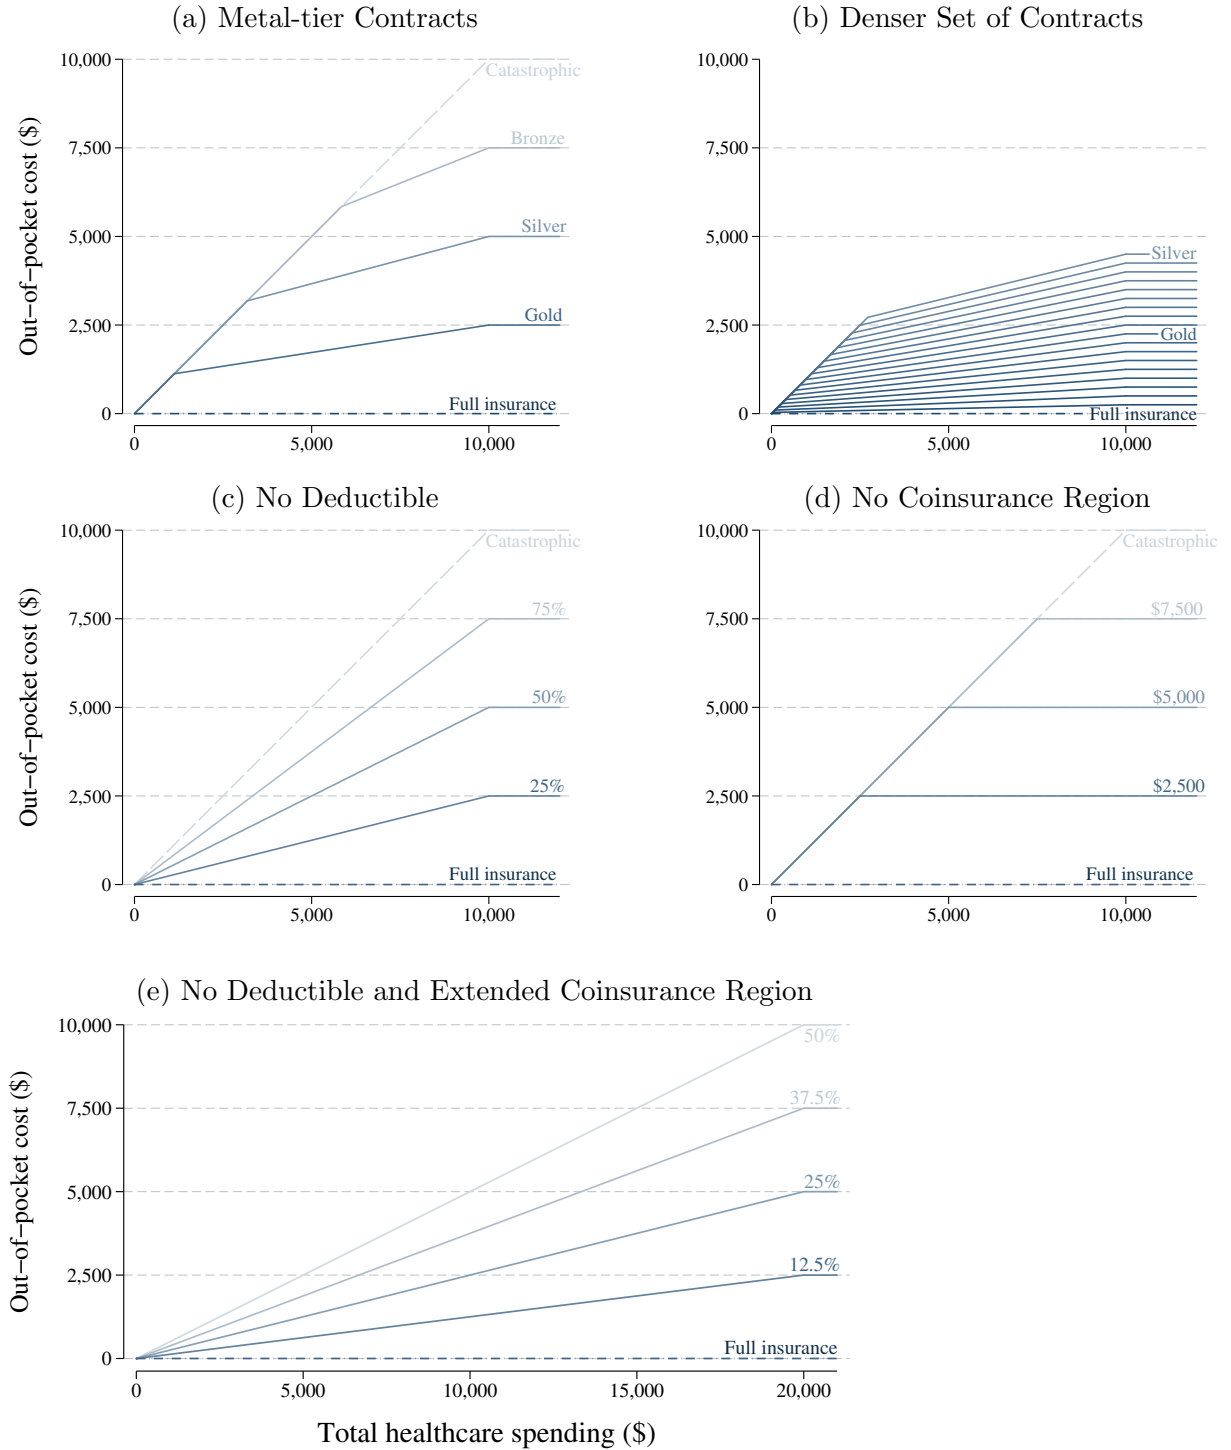 (a) Metal-tier Contracts
Out−of−pocket cost ($)
10,000
7,500
5,000
2,500
0
Catastrophic
Bronze
Silver
Gold
Full insurance
0 5,000 10,000
(b) Denser Set of Contracts
10,000
7,500
5,000
2,500
0
Silver
Gold
Full insurance
0 5,000 10,000
(c) No Deductible
Out−of−pocket cost ($)
10,000
7,500
5,000
2,500
0
Catastrophic
75%
50%
25%
Full insurance
0 5,000 10,000
(d) No Coinsurance Region
10,000
7,500
5,000
2,500
0
Catastrophic
$7,500
$5,000
$2,500
Full insurance
0 5,000 10,000
(e) No Deductible and Extended Coinsurance Region
Out−of−pocket cost ($)
10,000
7,500
5,000
2,500
0
50%
37.5%
25%
12.5%
Full insurance
0 5,000 10,000 15,000 20,000
Total healthcare spending ($)